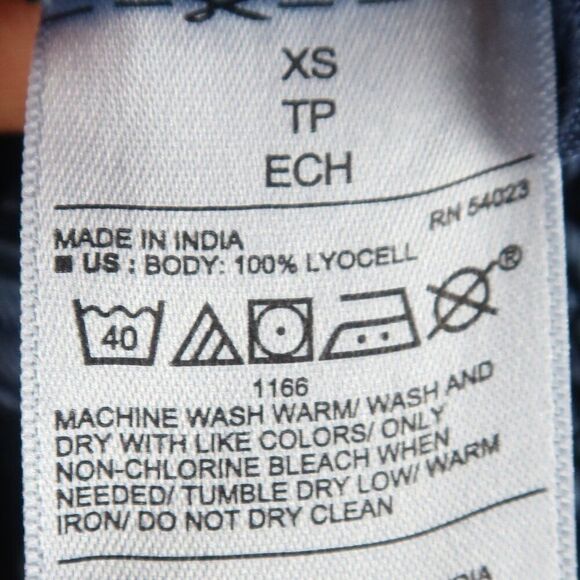 XS
TP
ECH
RN 54023
MADE IN INDIA
US : BODY: 100% LYOCELL
40
®
1166
MACHINE WASH WARM/ WASH AND
DRY WITH LIKE COLORS/ ONLY
NON-CHLORINE BLEACH WHEN
NEEDED/ TUMBLE DRY LOW/ WARM
IRON/ DO NOT DRY CLEAN